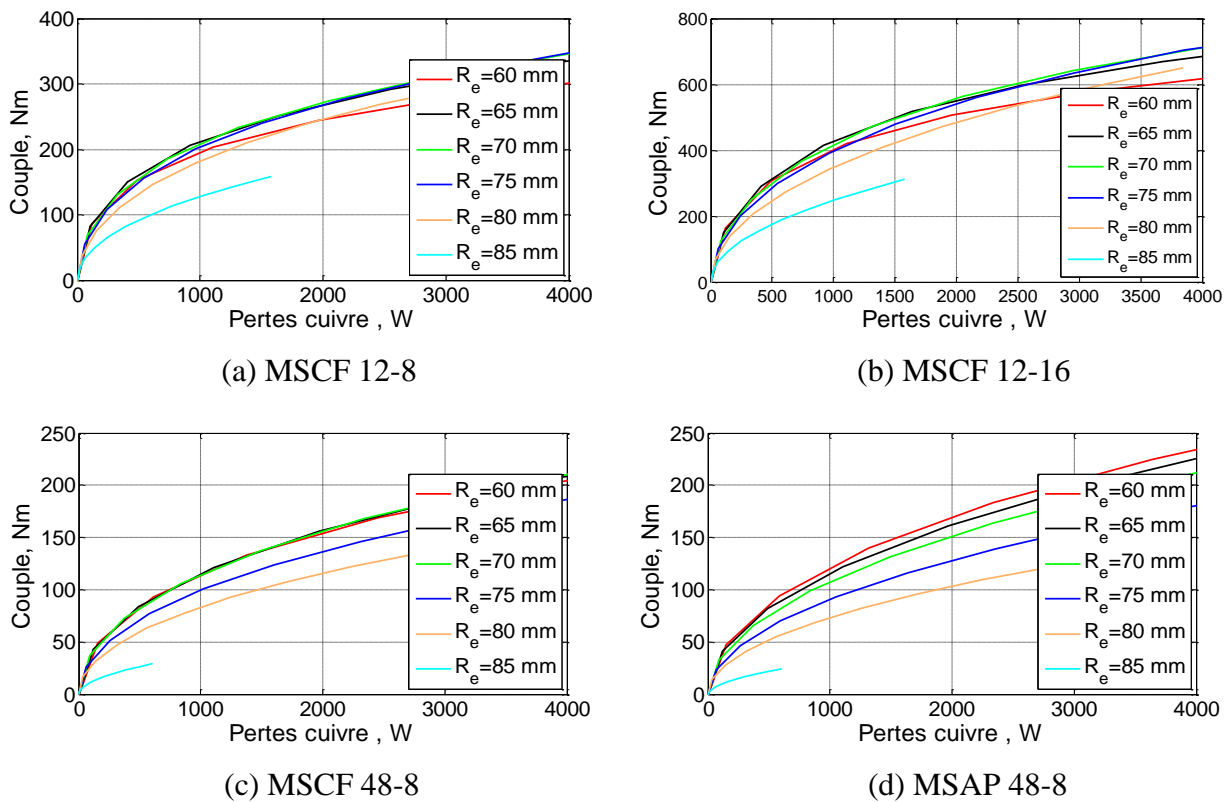 400
300
200
100
0
Couple, Nm
0 1000 2000 3000 4000
Pertes cuivre , W
R_e=60 mm
R_e=65 mm
R_e=70 mm
R_e=75 mm
R_e=80 mm
R_e=85 mm
(a) MSCF 12-8
800
600
400
200
0
Couple, Nm
0 500 1000 1500 2000 2500 3000 3500 4000
Pertes cuivre , W
R_e=60 mm
R_e=65 mm
R_e=70 mm
R_e=75 mm
R_e=80 mm
R_e=85 mm
(b) MSCF 12-16
250
200
150
100
50
0
Couple, Nm
0 1000 2000 3000 4000
Pertes cuivre , W
R_e=60 mm
R_e=65 mm
R_e=70 mm
R_e=75 mm
R_e=80 mm
R_e=85 mm
(c) MSCF 48-8
250
200
150
100
50
0
Couple, Nm
0 1000 2000 3000 4000
Pertes cuivre , W
R_e=60 mm
R_e=65 mm
R_e=70 mm
R_e=75 mm
R_e=80 mm
R_e=85 mm
(d) MSAP 48-8